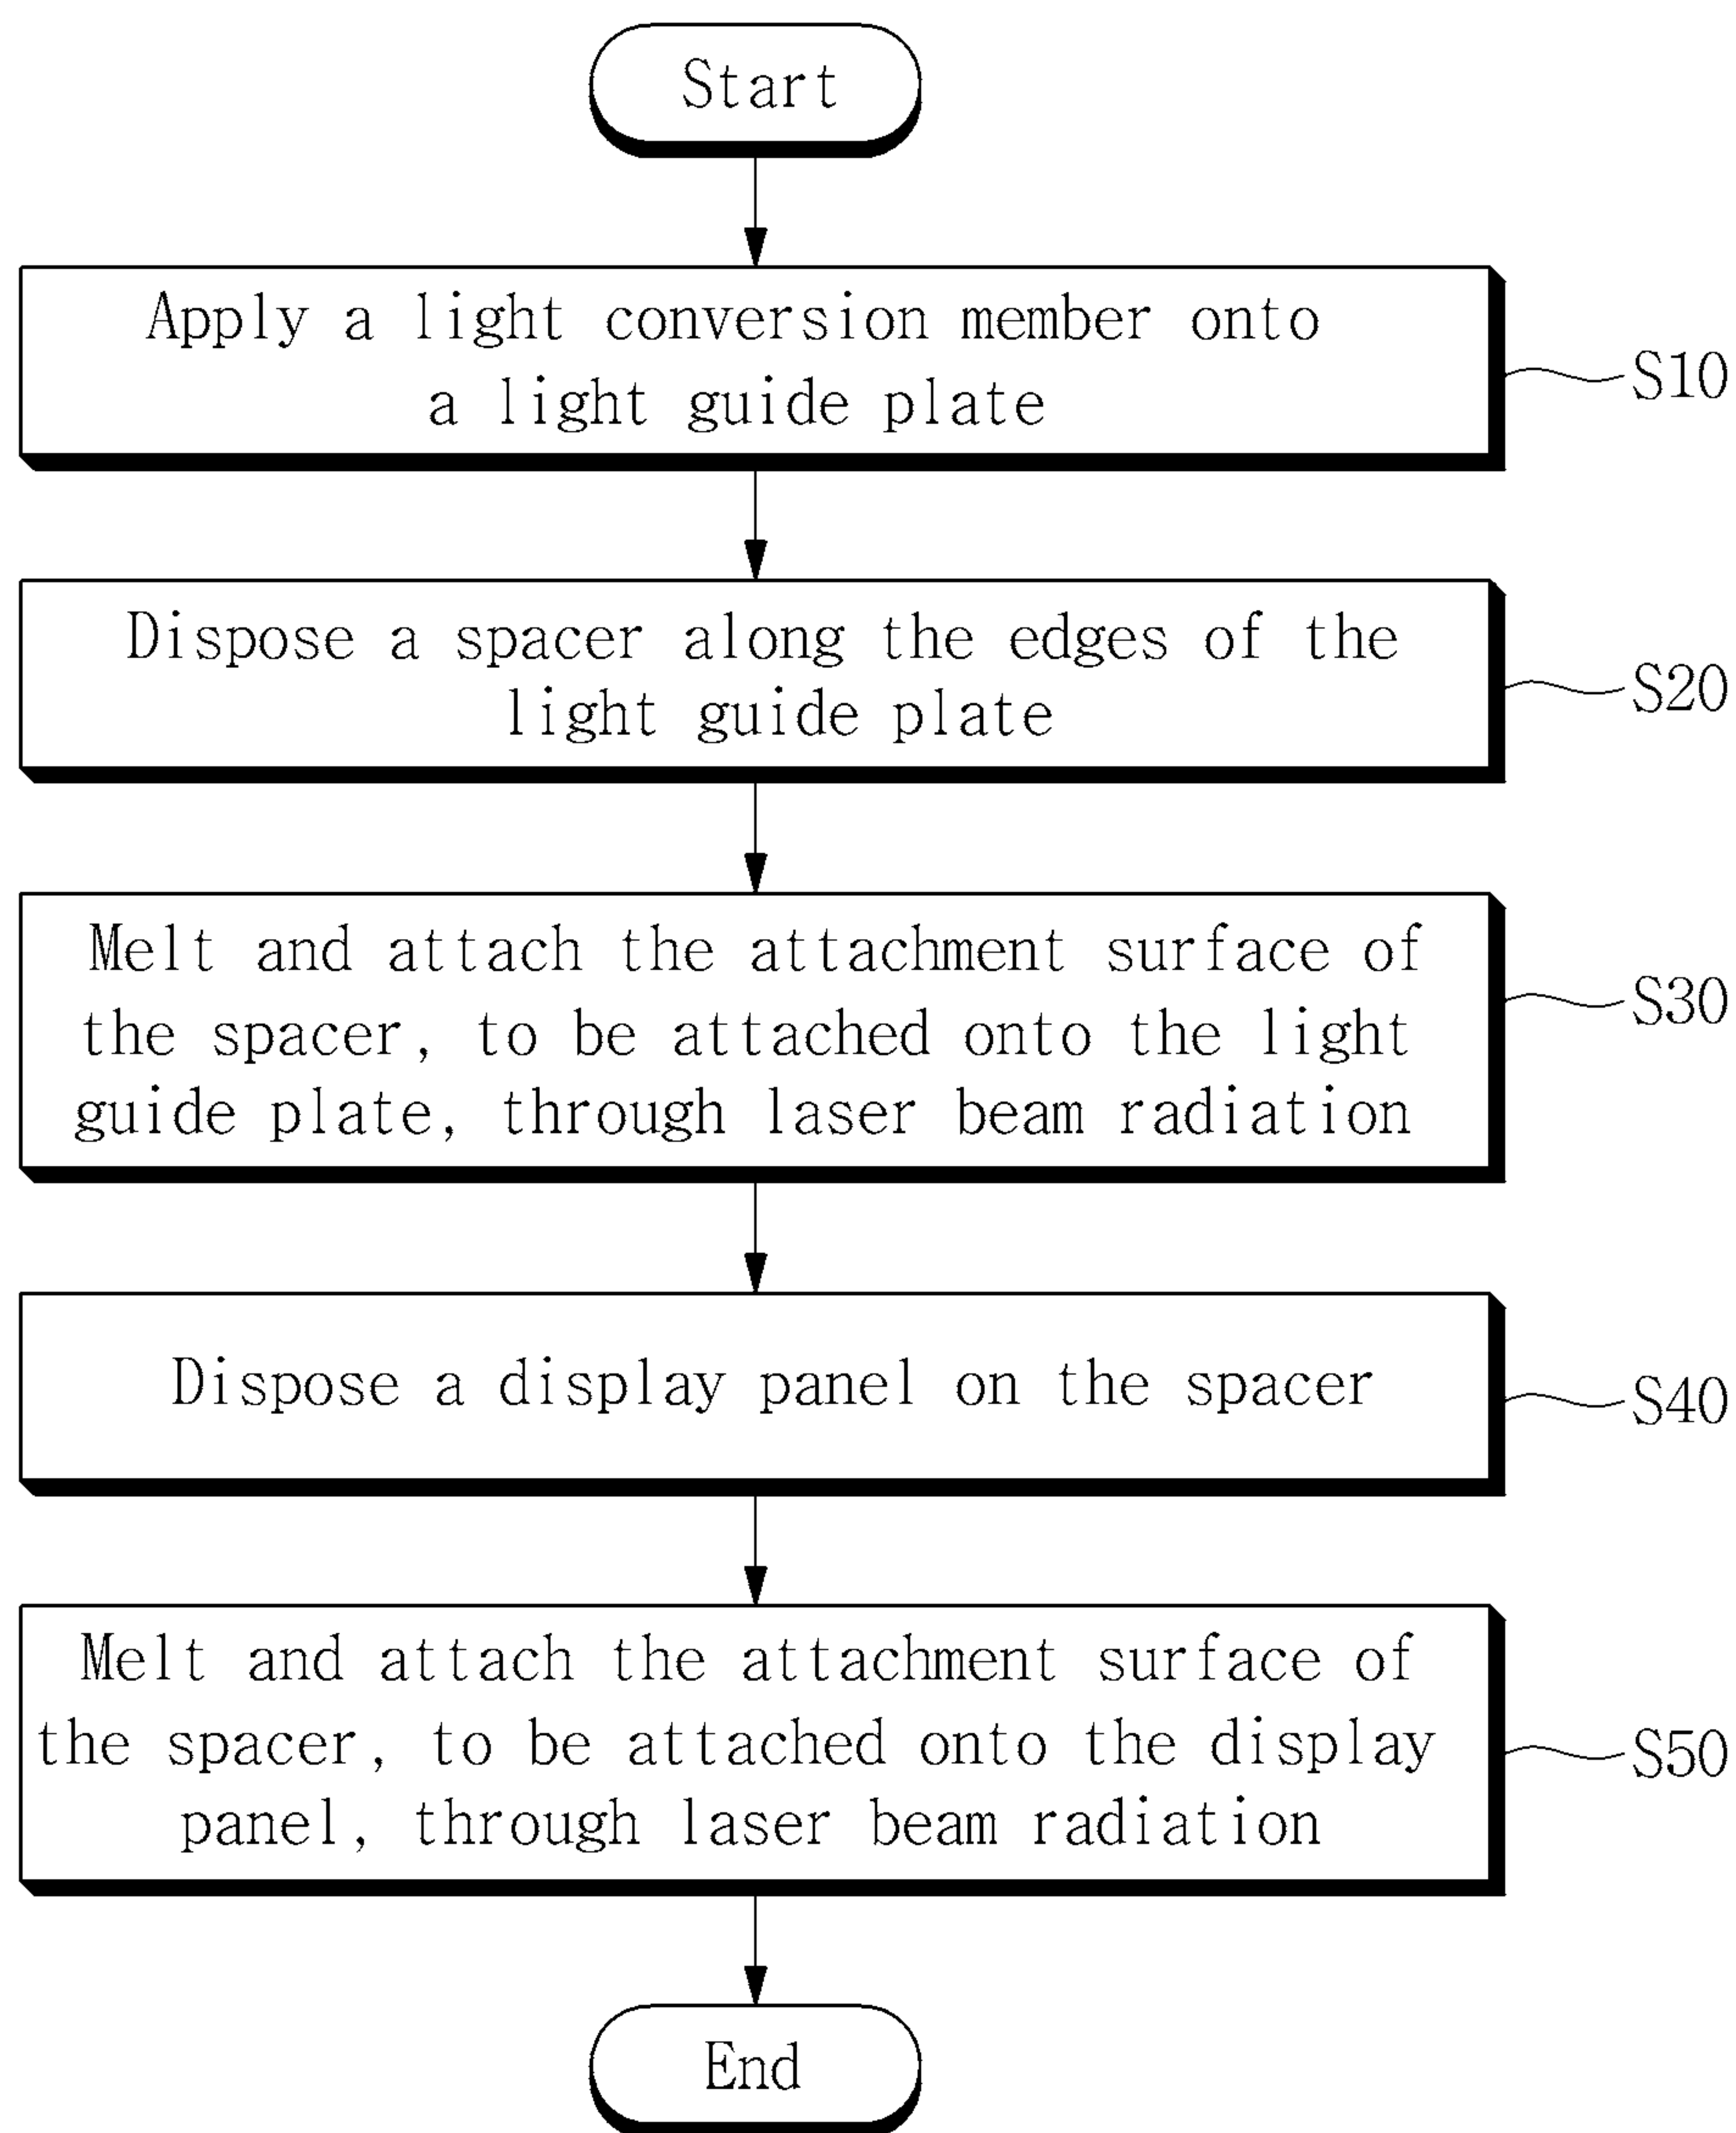 Start
Apply a light conversion member onto
a light guide plate
S10
Dispose a spacer along the edges of the
light guide plate
S20
Melt and attach the attachment surface of
the spacer, to be attached onto the light
guide plate, through laser beam radiation
S30
Dispose a display panel on the spacer
S40
Melt and attach the attachment surface of
the spacer, to be attached onto the display
panel, through laser beam radiation
S50
End